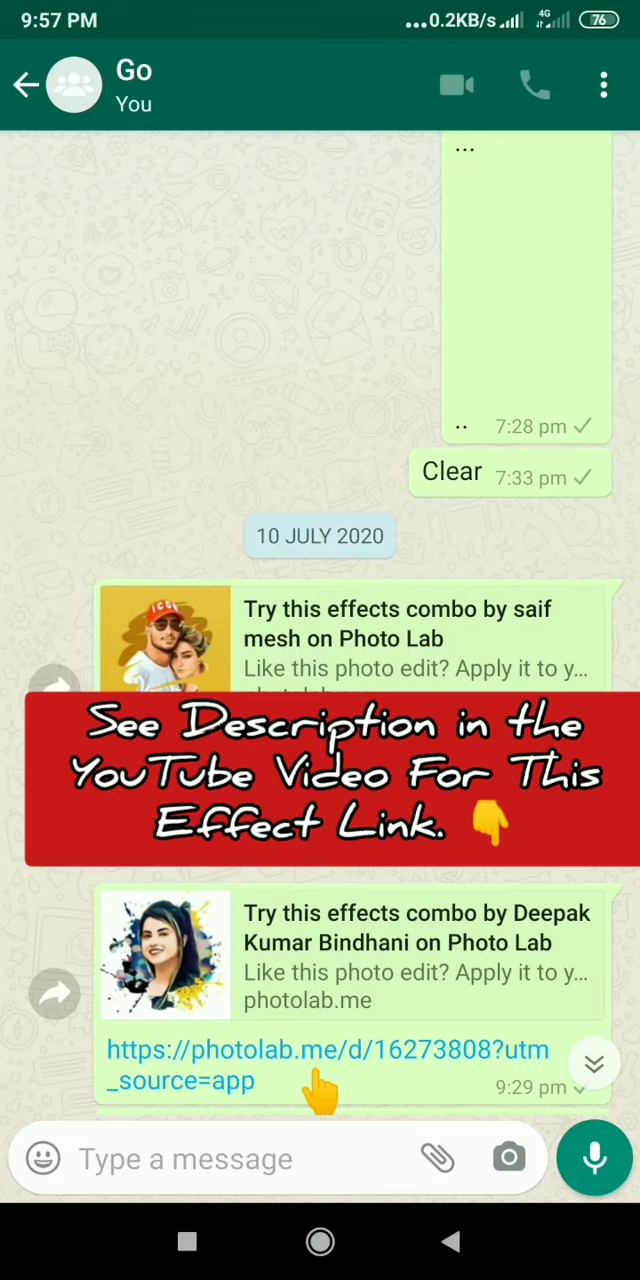 9:57 PM
...0.2KB/s 4G 76
Go
You
...
.. 7:28 pm
Clear 7:33 pm
10 JULY 2020
ICON
Try this effects combo by saif
mesh on Photo Lab
Like this photo edit? Apply it to y...
See Description in the
YouTube Video For This
Effect Link. 👇
Try this effects combo by Deepak
Kumar Bindhani on Photo Lab
Like this photo edit? Apply it to y...
photolab.me
https://photolab.me/d/16273808?utm
_source=app
9:29 pm
Type a message